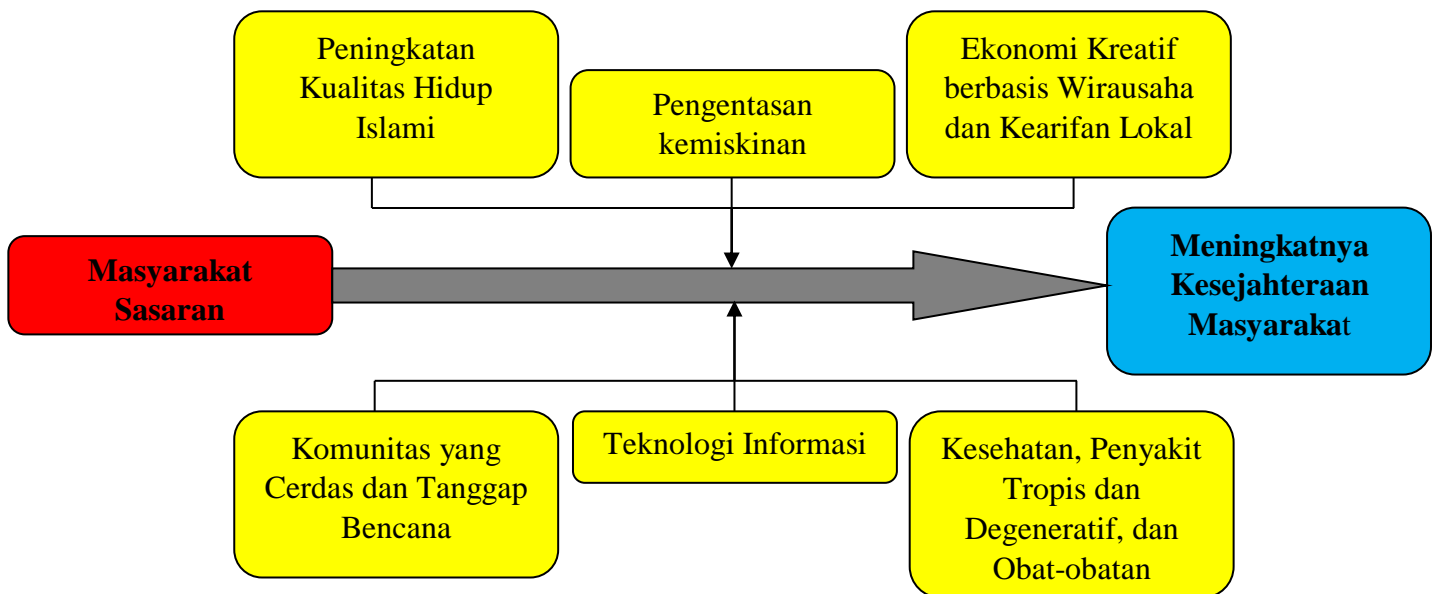 Peningkatan
Kualitas Hidup
Islami
Pengentasan
kemiskinan
Ekonomi Kreatif
berbasis Wirausaha
dan Kearifan Lokal
Masyarakat
Sasaran
Meningkatnya
Kesejahteraan
Masyarakat
Komunitas yang
Cerdas dan Tanggap
Bencana
Teknologi Informasi
Kesehatan, Penyakit
Tropis dan
Degeneratif, dan
Obat-obatan